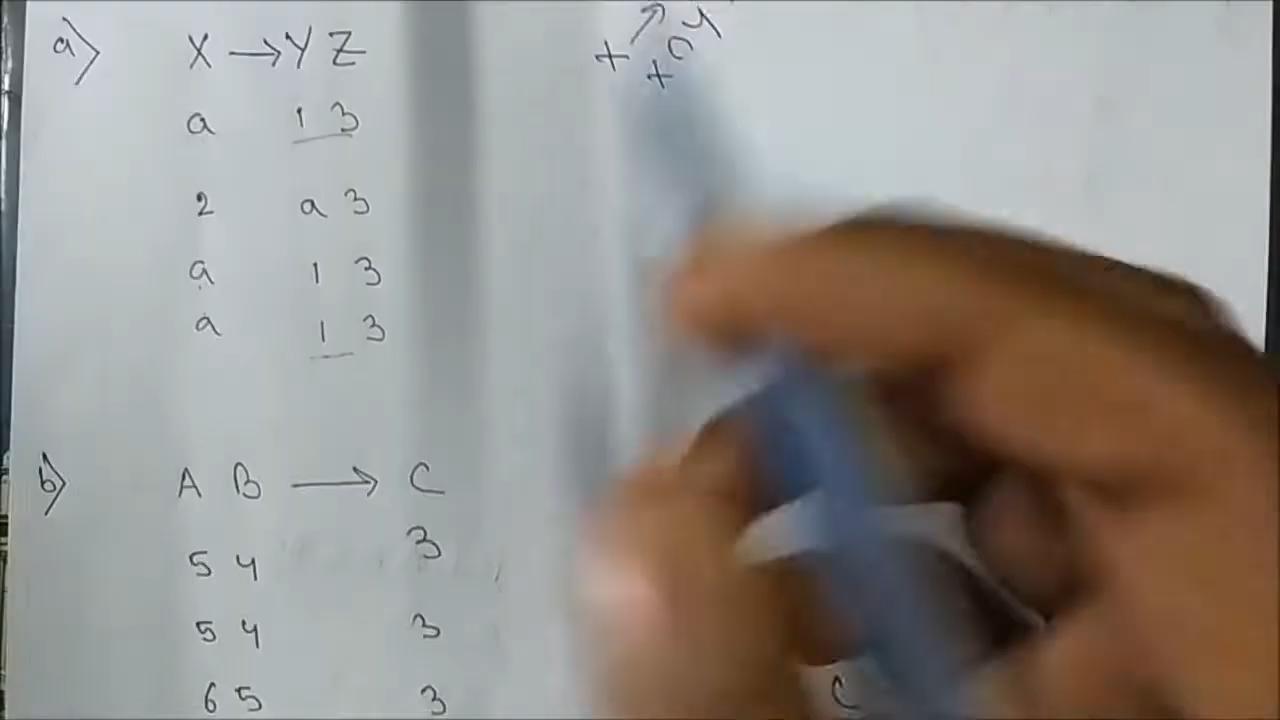 a) X → Y Z
a 1 3
2 a 3
a 1 3
a 1 3
b) A B → C
5 4 3
5 4 3
6 5 3
C